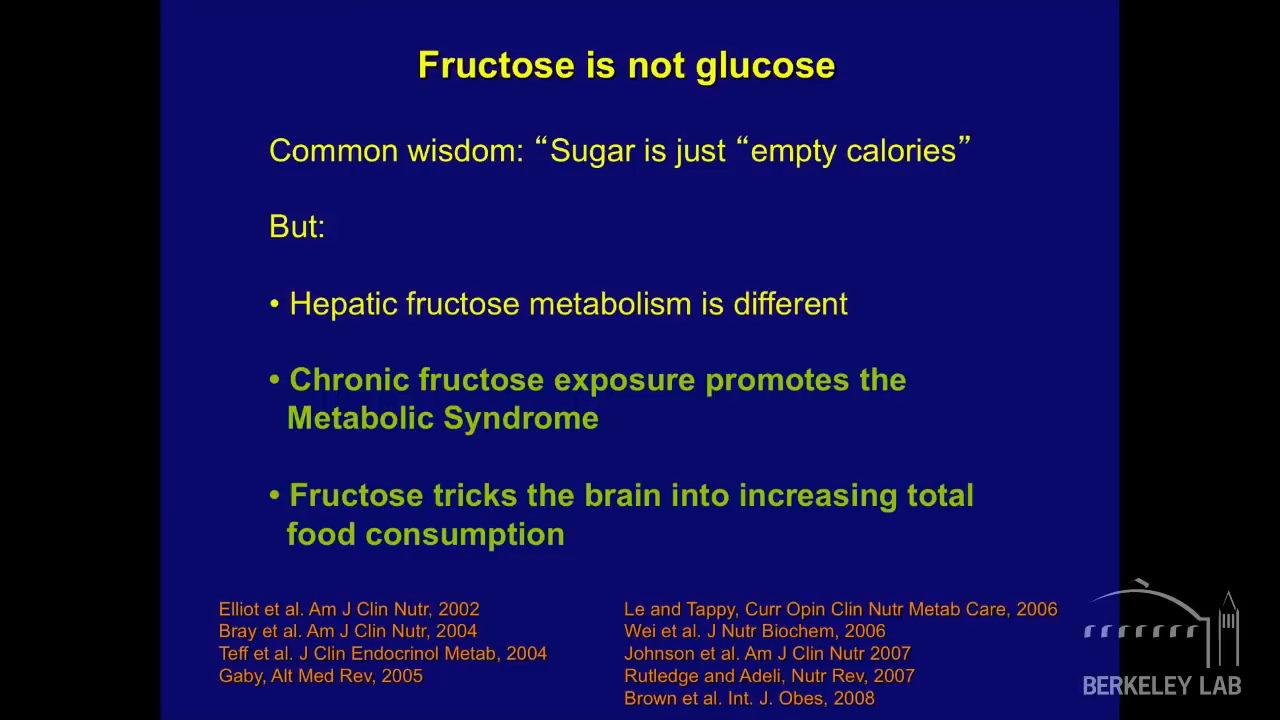 Fructose is not glucose
Common wisdom: “Sugar is just “empty calories”
But:
• Hepatic fructose metabolism is different
• Chronic fructose exposure promotes the
Metabolic Syndrome
• Fructose tricks the brain into increasing total
food consumption
Elliot et al. Am J Clin Nutr, 2002
Bray et al. Am J Clin Nutr, 2004
Teff et al. J Clin Endocrinol Metab, 2004
Gaby, Alt Med Rev, 2005
Le and Tappy, Curr Opin Clin Nutr Metab Care, 2006
Wei et al. J Nutr Biochem, 2006
Johnson et al. Am J Clin Nutr 2007
Rutledge and Adeli, Nutr Rev, 2007
Brown et al. Int. J. Obes, 2008
BERKELEY LAB